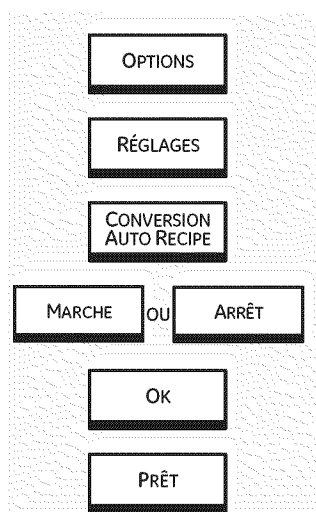 OPTIONS
RÉGLAGES
CONVERSION
AUTO RECIPE
MARCHE OU ARRÊT
OK
PRÊT